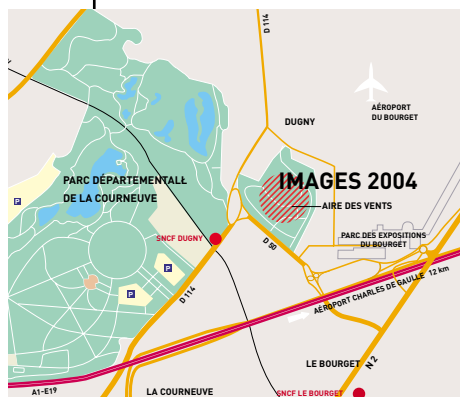 D 114
AÉROPORT
DU BOURGET
DUGNY
IMAGES 2004
PARC DÉPARTEMENTALL
DE LA COURNEUVE
AIRE DES VENTS
P
SNCF DUGNY
D 50
PARC DES EXPOSITIONS
DU BOURGET
P
P
D 114
AÉROPORT CHARLES DE GAULLE 12 km
LE BOURGET
N 2
A1-E19
LA COURNEUVE
SNCF LE BOURGET